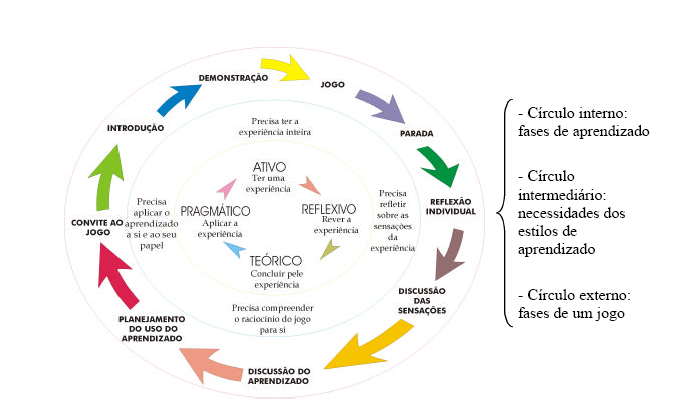 DEMONSTRAÇÃO
JOGO
PARADA
REFLEXÃO
INDIVIDUAL
DISCUSSÃO
DAS
SENSAÇÕES
DISCUSSÃO DO
APRENDIZADO
PLANEJAMENTO
DO USO DO
APRENDIZADO
CONVITE AO
JOGO
INTRODUÇÃO
Precisa ter a
experiência inteira
Precisa
refletir
sobre as
sensações
da
experiência
Precisa compreender
o raciocínio do jogo
para si
Precisa
aplicar o
aprendizado
a si e ao seu
papel
ATIVO
Ter uma
experiência
REFLEXIVO
Rever a
experiência
TEÓRICO
Concluir pele
experiência
PRAGMÁTICO
Aplicar a
experiência
- Círculo interno:
fases de aprendizado
- Círculo
intermediário:
necessidades dos
estilos de
aprendizado
- Círculo externo:
fases de um jogo